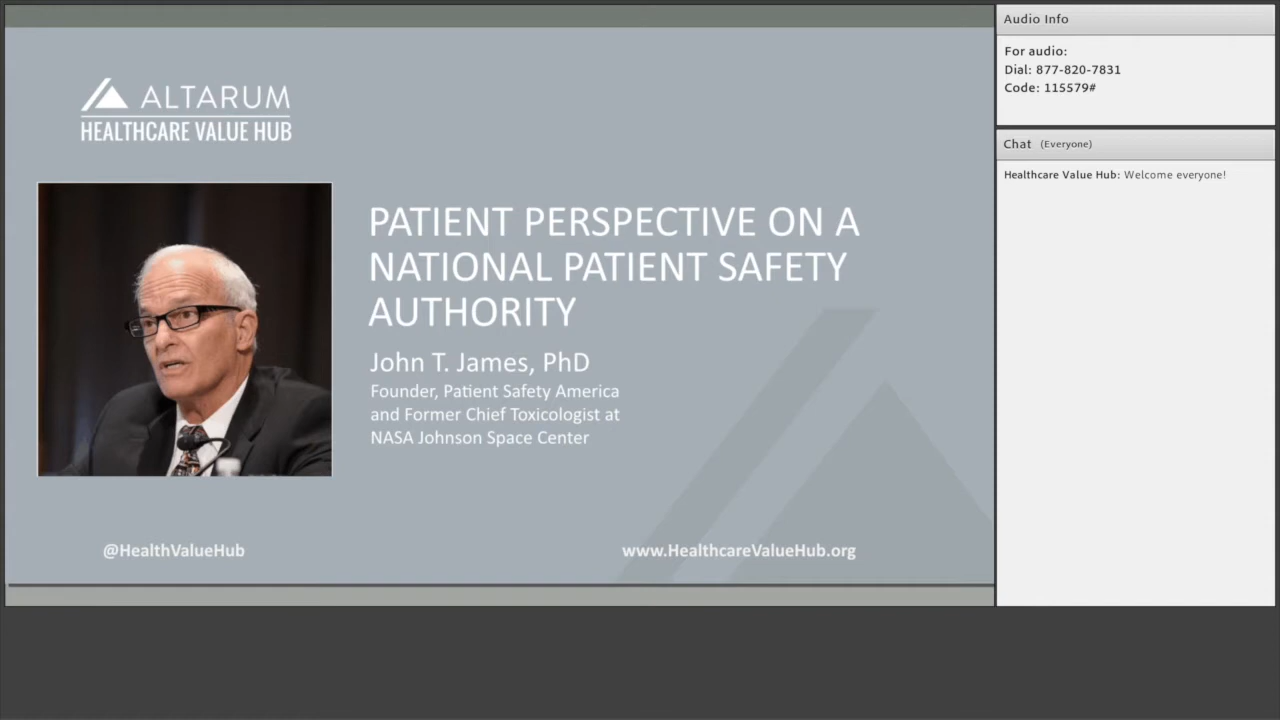 ALTARUM
HEALTHCARE VALUE HUB
PATIENT PERSPECTIVE ON A
NATIONAL PATIENT SAFETY
AUTHORITY
John T. James, PhD
Founder, Patient Safety America
and Former Chief Toxicologist at
NASA Johnson Space Center
@HealthValueHub
www.HealthcareValueHub.org
Audio Info
For audio:
Dial: 877-820-7831
Code: 115579#
Chat (Everyone)
Healthcare Value Hub: Welcome everyone!